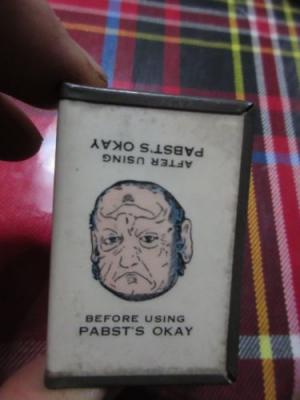 PABST'S OKAY
AFTER USING
BEFORE USING
PABST'S OKAY